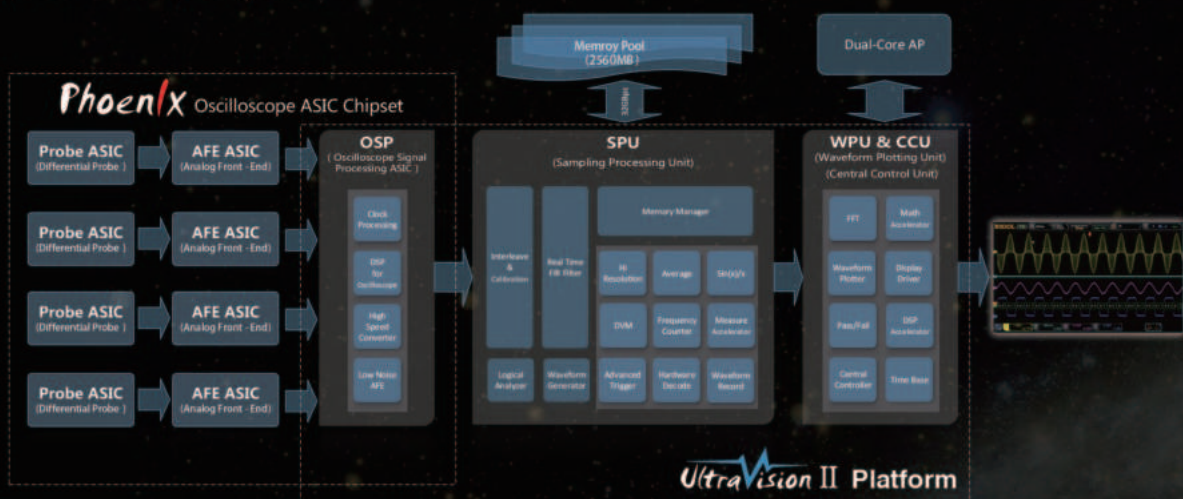 Memroy Pool
(2560MB)
Dual-Core AP
32GBps
Phoenix Oscilloscope ASIC Chipset
Probe ASIC
(Differential Probe )
AFE ASIC
(Analog Front -End)
Probe ASIC
(Differential Probe )
AFE ASIC
(Analog Front -End)
Probe ASIC
(Differential Probe )
AFE ASIC
(Analog Front -End)
Probe ASIC
(Differential Probe )
AFE ASIC
(Analog Front -End)
OSP
( Oscilloscope Signal
Processing ASIC )
Clock
Processing
DSP
for
Oscilloscope
High
Speed
Converter
Low Noise
AFE
SPU
(Sampling Processing Unit)
Interleave
&
Calibration
Real Time
FIR Filter
Memory Manager
Hi
Resolution
Average
Sin(x)/x
DVM
Frequency
Counter
Measure
Accelerator
Logical
Analyzer
Waveform
Generator
Advanced
Trigger
Hardware
Decode
Waveform
Record
WPU & CCU
(Waveform Plotting Unit)
(Central Control Unit)
FFT
Math
Accelerator
Waveform
Plotter
Display
Driver
Pass/Fail
DSP
Accelerator
Central
Controller
Time Base
RIGOL
UltraVision II Platform